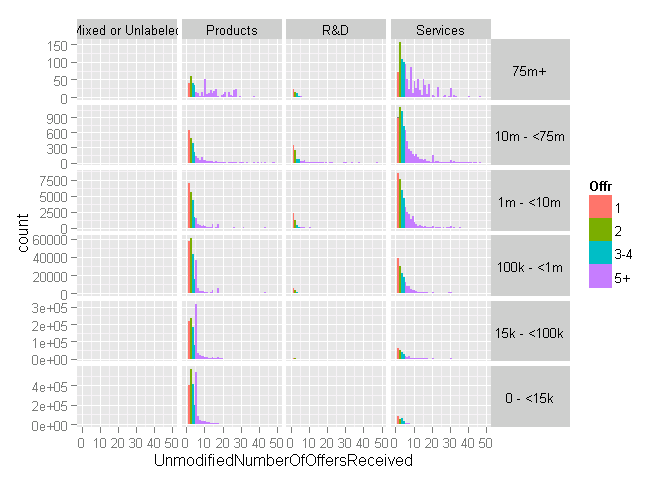 Mixed or Unlabeled Products R&D Services
150
100
50
0
75m+
900
600
300
0
10m - <75m
7500
5000
2500
0
1m - <10m
60000
40000
20000
0
100k - <1m
3e+05
2e+05
1e+05
0e+00
15k - <100k
4e+05
2e+05
0e+00
0 - <15k
0 10 20 30 40 50 0 10 20 30 40 50 0 10 20 30 40 50 0 10 20 30 40 50
UnmodifiedNumberOfOffersReceived
count
Offr
1
2
3-4
5+